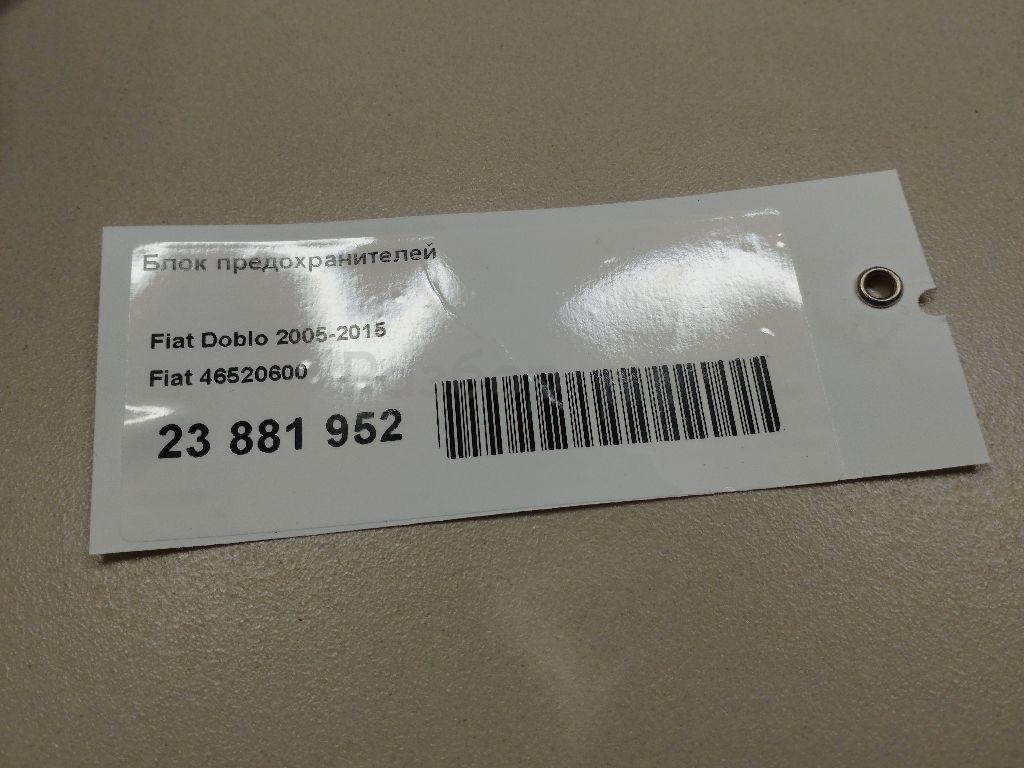 Блок предохранителей
Fiat Doblo 2005-2015
Fiat 46520600
23 881 952